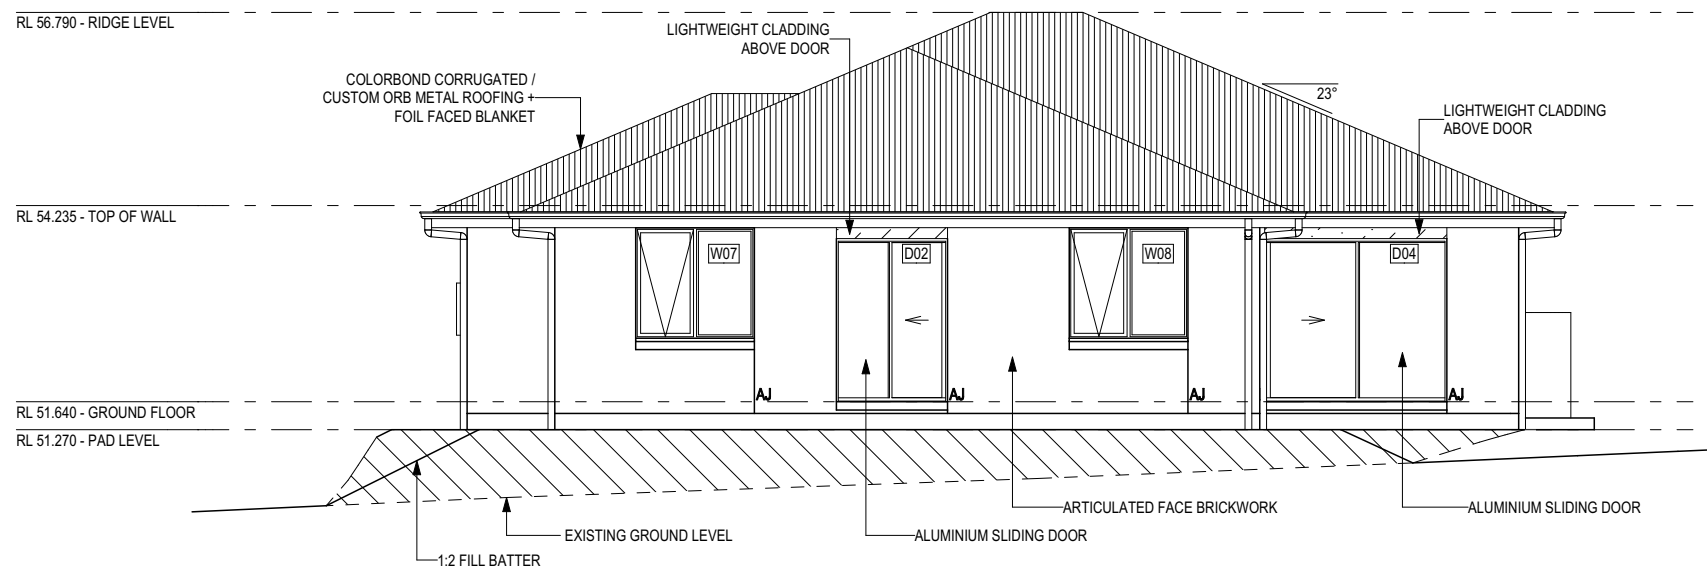 RL 56.790 - RIDGE LEVEL
LIGHTWEIGHT CLADDING
ABOVE DOOR
COLORBOND CORRUGATED /
CUSTOM ORB METAL ROOFING +
FOIL FACED BLANKET
23°
LIGHTWEIGHT CLADDING
ABOVE DOOR
RL 54.235 - TOP OF WALL
W07
D02
W08
D04
AJ
AJ
AJ
AJ
RL 51.640 - GROUND FLOOR
RL 51.270 - PAD LEVEL
ARTICULATED FACE BRICKWORK
ALUMINIUM SLIDING DOOR
EXISTING GROUND LEVEL
ALUMINIUM SLIDING DOOR
1:2 FILL BATTER